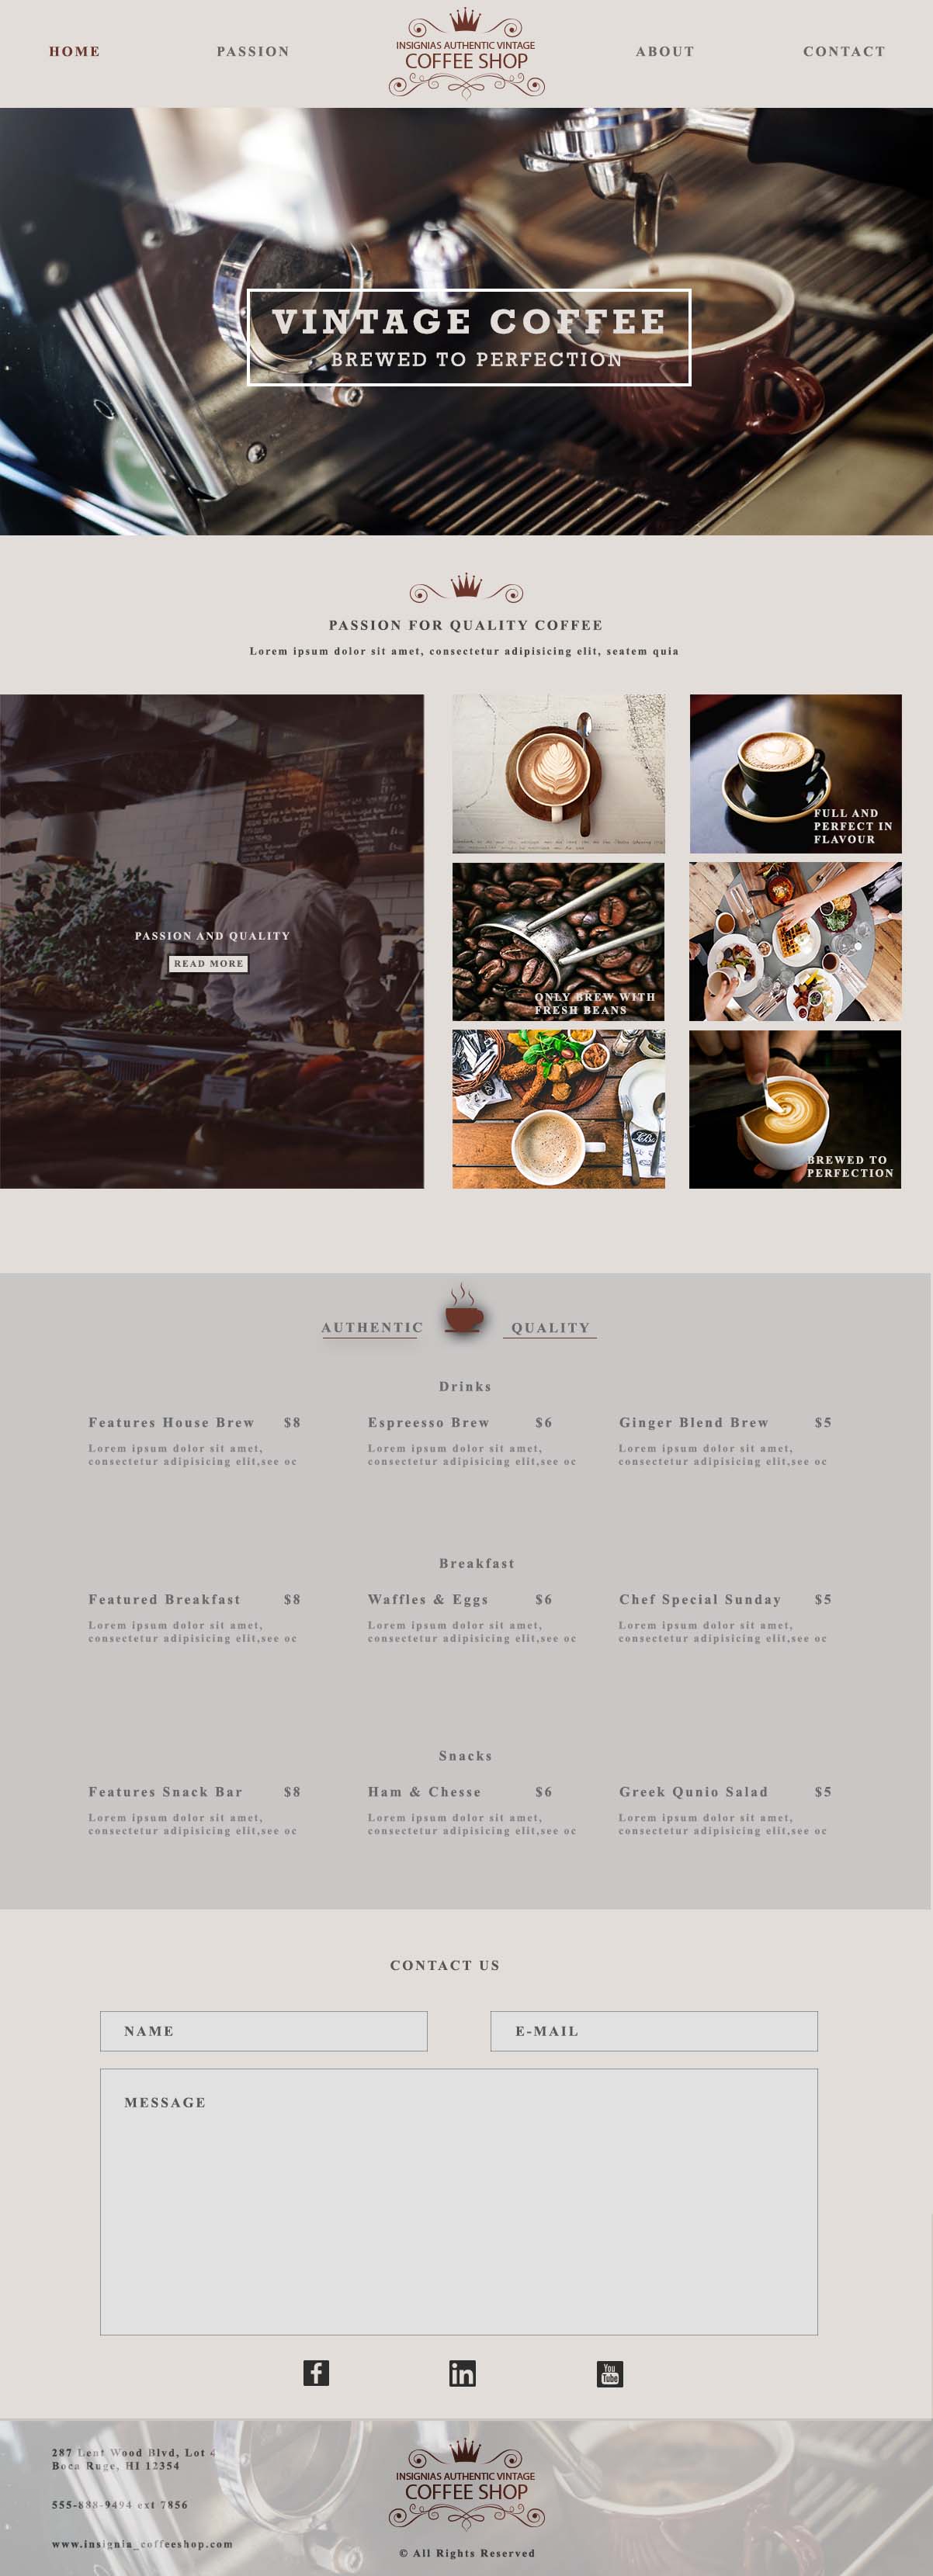 HOME
PASSION
INSIGNIAS AUTHENTIC VINTAGE
COFFEE SHOP
ABOUT
CONTACT
VINTAGE COFFEE
BREWED TO PERFECTION
PASSION FOR QUALITY COFFEE
Lorem ipsum dolor sit amet, consectetur adipisicing elit, seatem quia
PASSION AND QUALITY
READ MORE
FULL AND
PERFECT IN
FLAVOUR
ONLY BREW WITH
FRESH BEANS
BREWED TO
PERFECTION
AUTHENTIC
QUALITY
Drinks
Features House Brew $8
Lorem ipsum dolor sit amet,
consectetur adipisicing elit,see oc
Espreesso Brew $6
Lorem ipsum dolor sit amet,
consectetur adipisicing elit,see oc
Ginger Blend Brew $5
Lorem ipsum dolor sit amet,
consectetur adipisicing elit,see oc
Breakfast
Featured Breakfast $8
Lorem ipsum dolor sit amet,
consectetur adipisicing elit,see oc
Waffles & Eggs $6
Lorem ipsum dolor sit amet,
consectetur adipisicing elit,see oc
Chef Special Sunday $5
Lorem ipsum dolor sit amet,
consectetur adipisicing elit,see oc
Snacks
Features Snack Bar $8
Lorem ipsum dolor sit amet,
consectetur adipisicing elit,see oc
Ham & Chesse $6
Lorem ipsum dolor sit amet,
consectetur adipisicing elit,see oc
Greek Qunio Salad $5
Lorem ipsum dolor sit amet,
consectetur adipisicing elit,see oc
CONTACT US
NAME
E-MAIL
MESSAGE
f
in
You
Tube
287 Lent Wood Blvd, Lot 4
Boca Ruge, HI 12354
555-888-9494 ext 7856
www.insignia_coffeeshop.com
INSIGNIAS AUTHENTIC VINTAGE
COFFEE SHOP
© All Rights Reserved